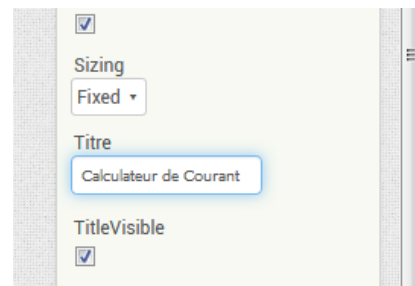 Sizing
Fixed
Titre
Calculateur de Courant
TitleVisible